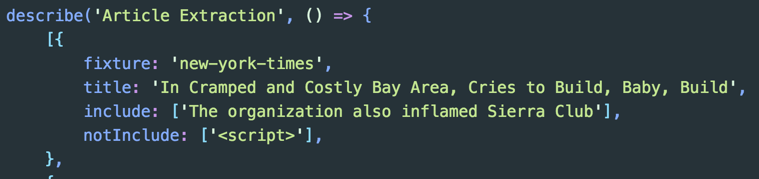 describe('Article Extraction', () => {
[{
fixture: 'new-york-times',
title: 'In Cramped and Costly Bay Area, Cries to Build, Baby, Build',
include: ['The organization also inflamed Sierra Club'],
notInclude: ['<script>'],
},